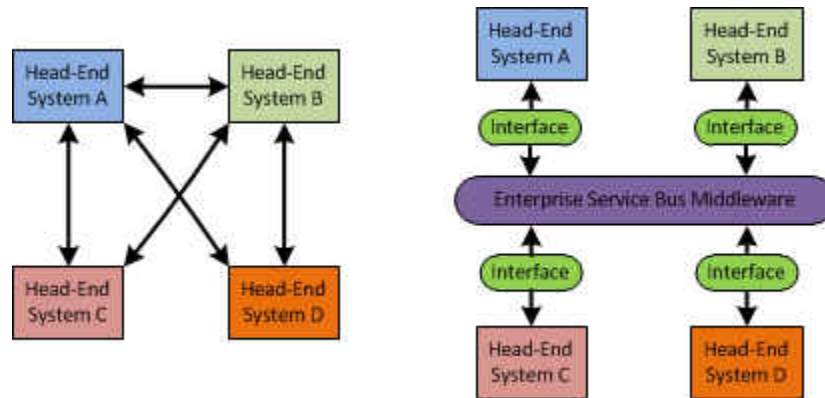 Head-End
System A
Head-End
System B
Head-End
System C
Head-End
System D
Head-End
System A
Head-End
System B
Interface
Interface
Enterprise Service Bus Middleware
Interface
Interface
Head-End
System C
Head-End
System D